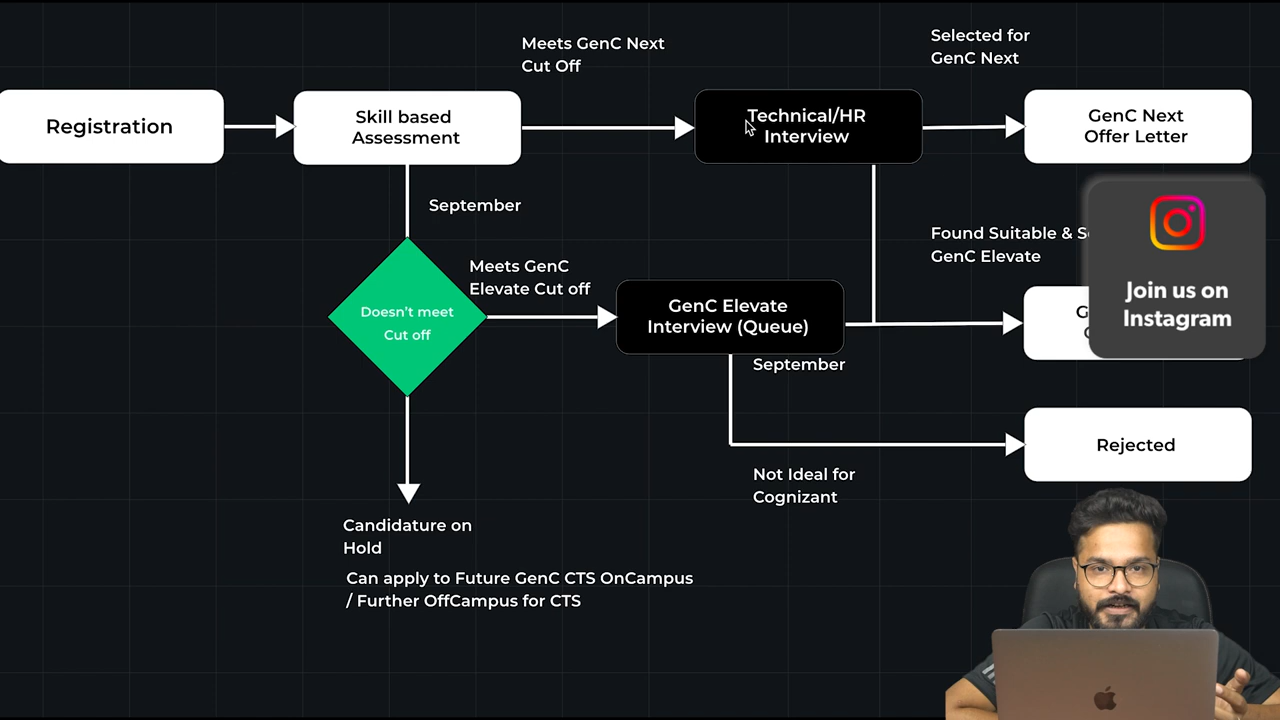 Meets GenC Next
Cut Off
Selected for
GenC Next
Registration
Skill based
Assessment
Technical/HR
Interview
GenC Next
Offer Letter
September
Meets GenC
Elevate Cut off
Found Suitable &
GenC Elevate
Doesn't meet
Cut off
GenC Elevate
Interview (Queue)
Join us on
Instagram
September
Rejected
Not Ideal for
Cognizant
Candidature on
Hold
Can apply to Future GenC CTS OnCampus
/ Further OffCampus for CTS